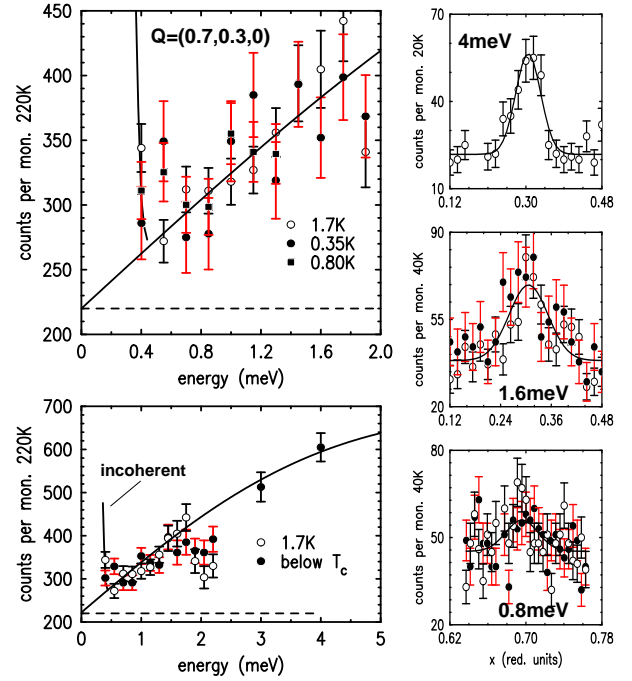 Q=(0.7,0.3,0)
450
400
350
300
250
200
counts per mon. 220K
1.7K
0.35K
0.80K
0 0.4 0.8 1.2 1.6 2.0
energy (meV)
700
600
500
400
300
200
counts per mon. 220K
incoherent
1.7K
below Tc
0 1 2 3 4 5
energy (meV)
4meV
70
40
10
counts per mon. 20K
0.12 0.30 0.48
90
55
20
counts per mon. 40K
1.6meV
0.12 0.24 0.36 0.48
80
50
20
counts per mon. 40K
0.8meV
0.62 0.70 0.78
x (red. units)